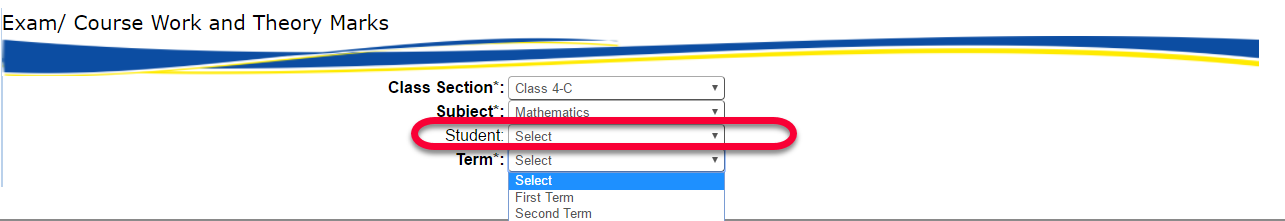 Exam/ Course Work and Theory Marks
Class Section*: Class 4-C
Subject*: Mathematics
Student: Select
Term*: Select
Select
First Term
Second Term